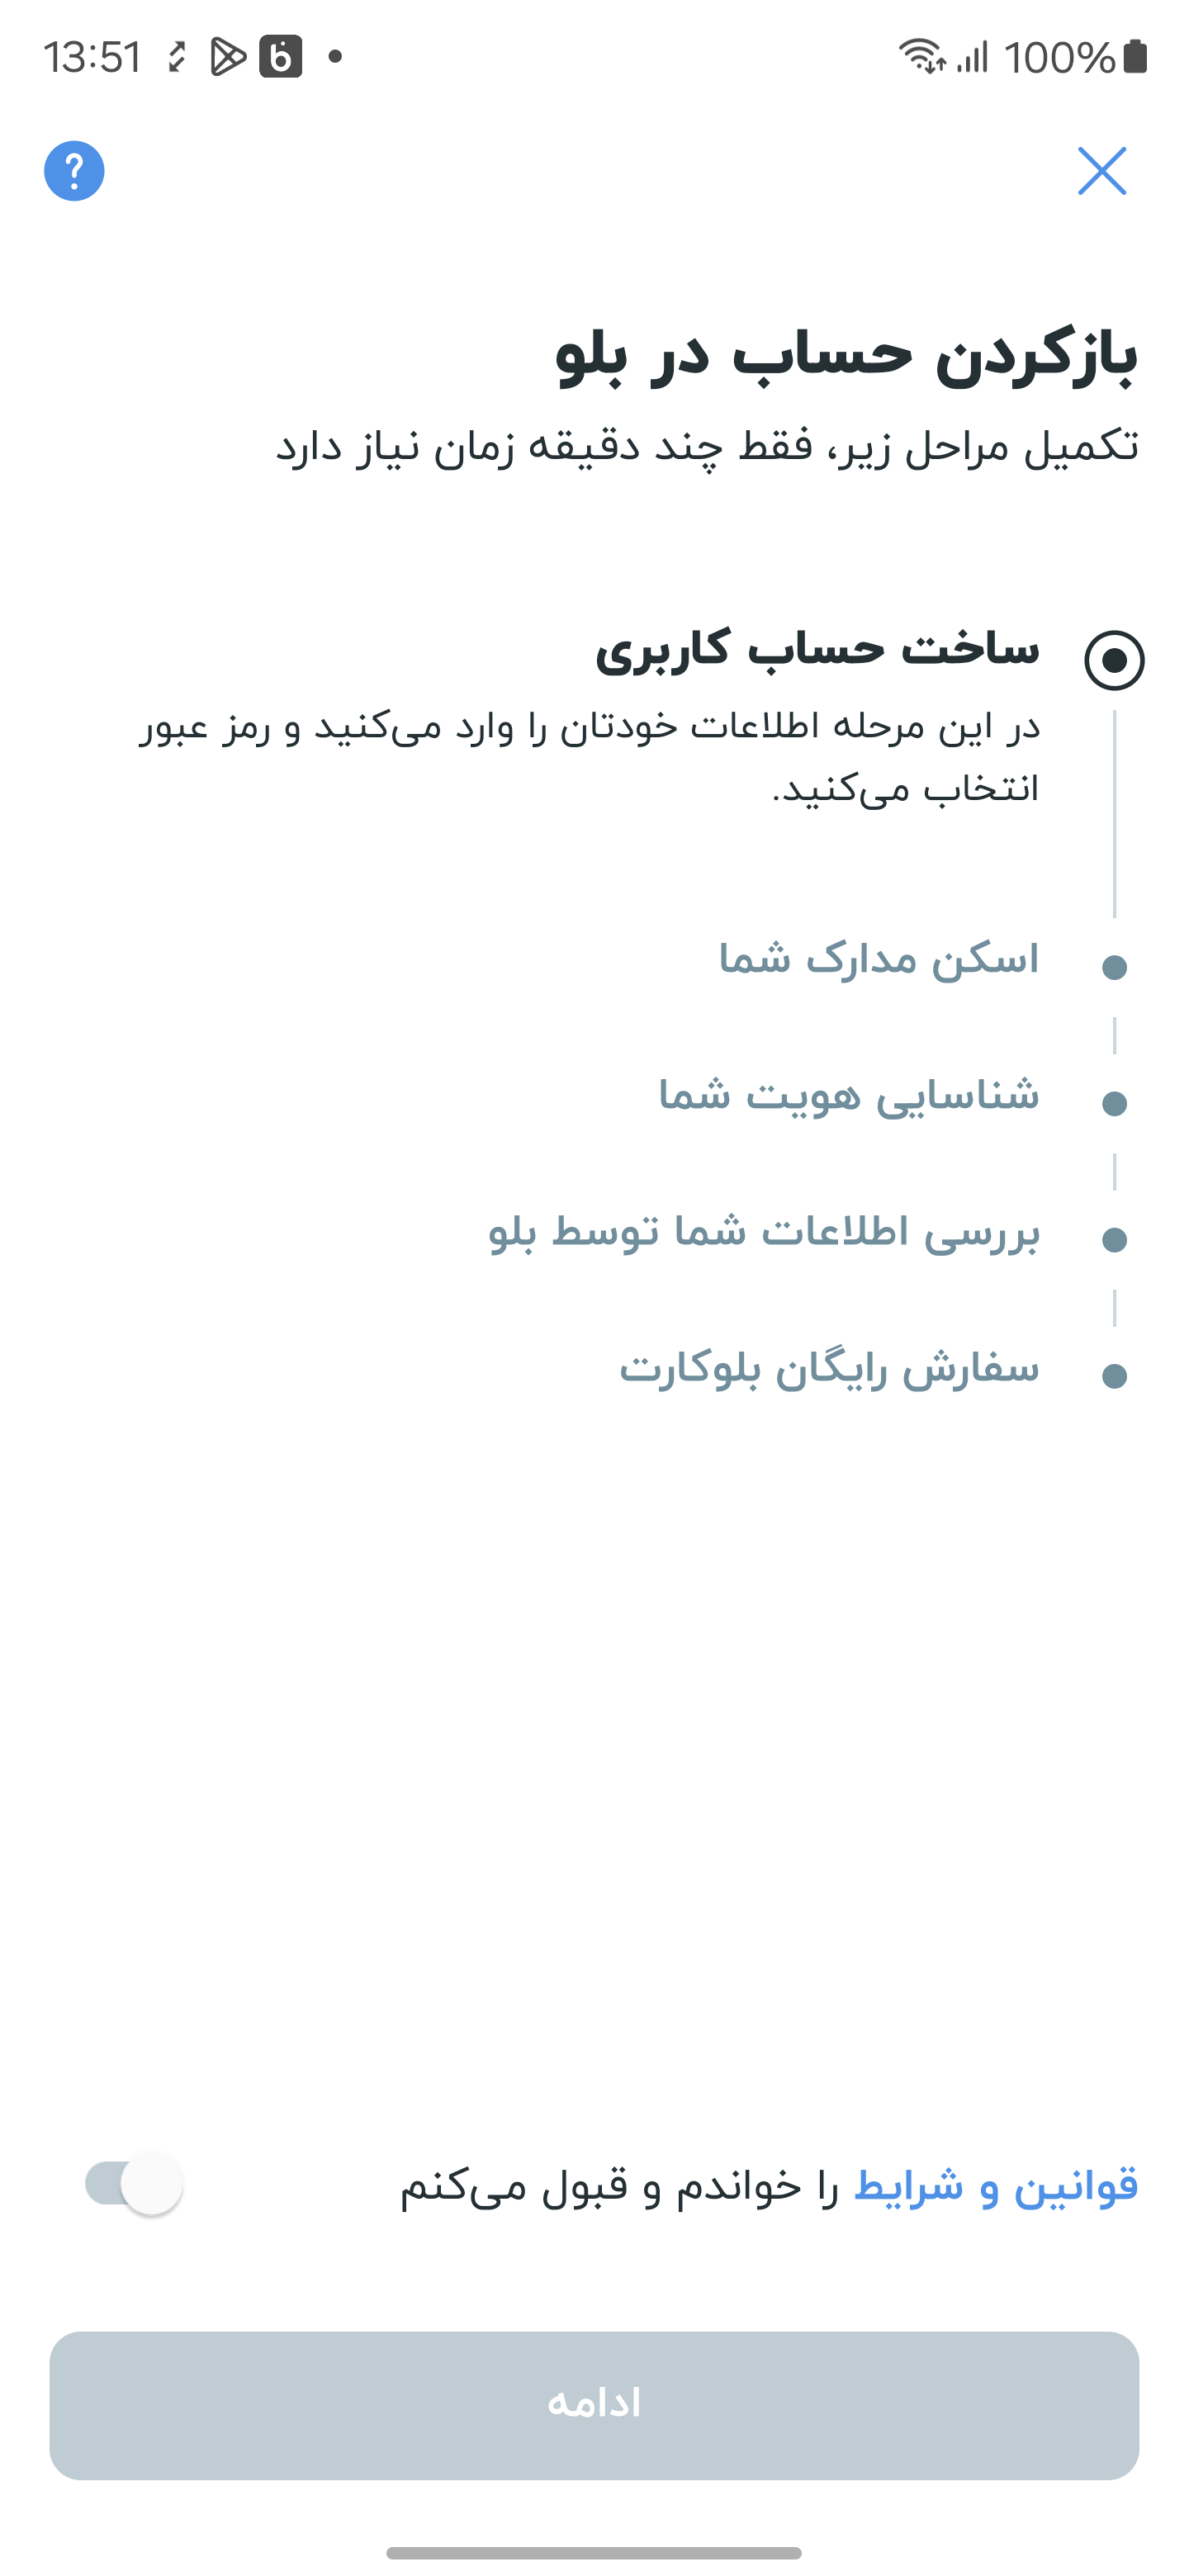 13:51
100%
بازکردن حساب در بلو
تکمیل مراحل زیر، فقط چند دقیقه زمان نیاز دارد
ساخت حساب کاربری
در این مرحله اطلاعات خودتان را وارد می‌کنید و رمز عبور
انتخاب می‌کنید.
اسکن مدارک شما
شناسایی هویت شما
بررسی اطلاعات شما توسط بلو
سفارش رایگان بلوکارت
قوانین و شرایط را خواندم و قبول می‌کنم
ادامه